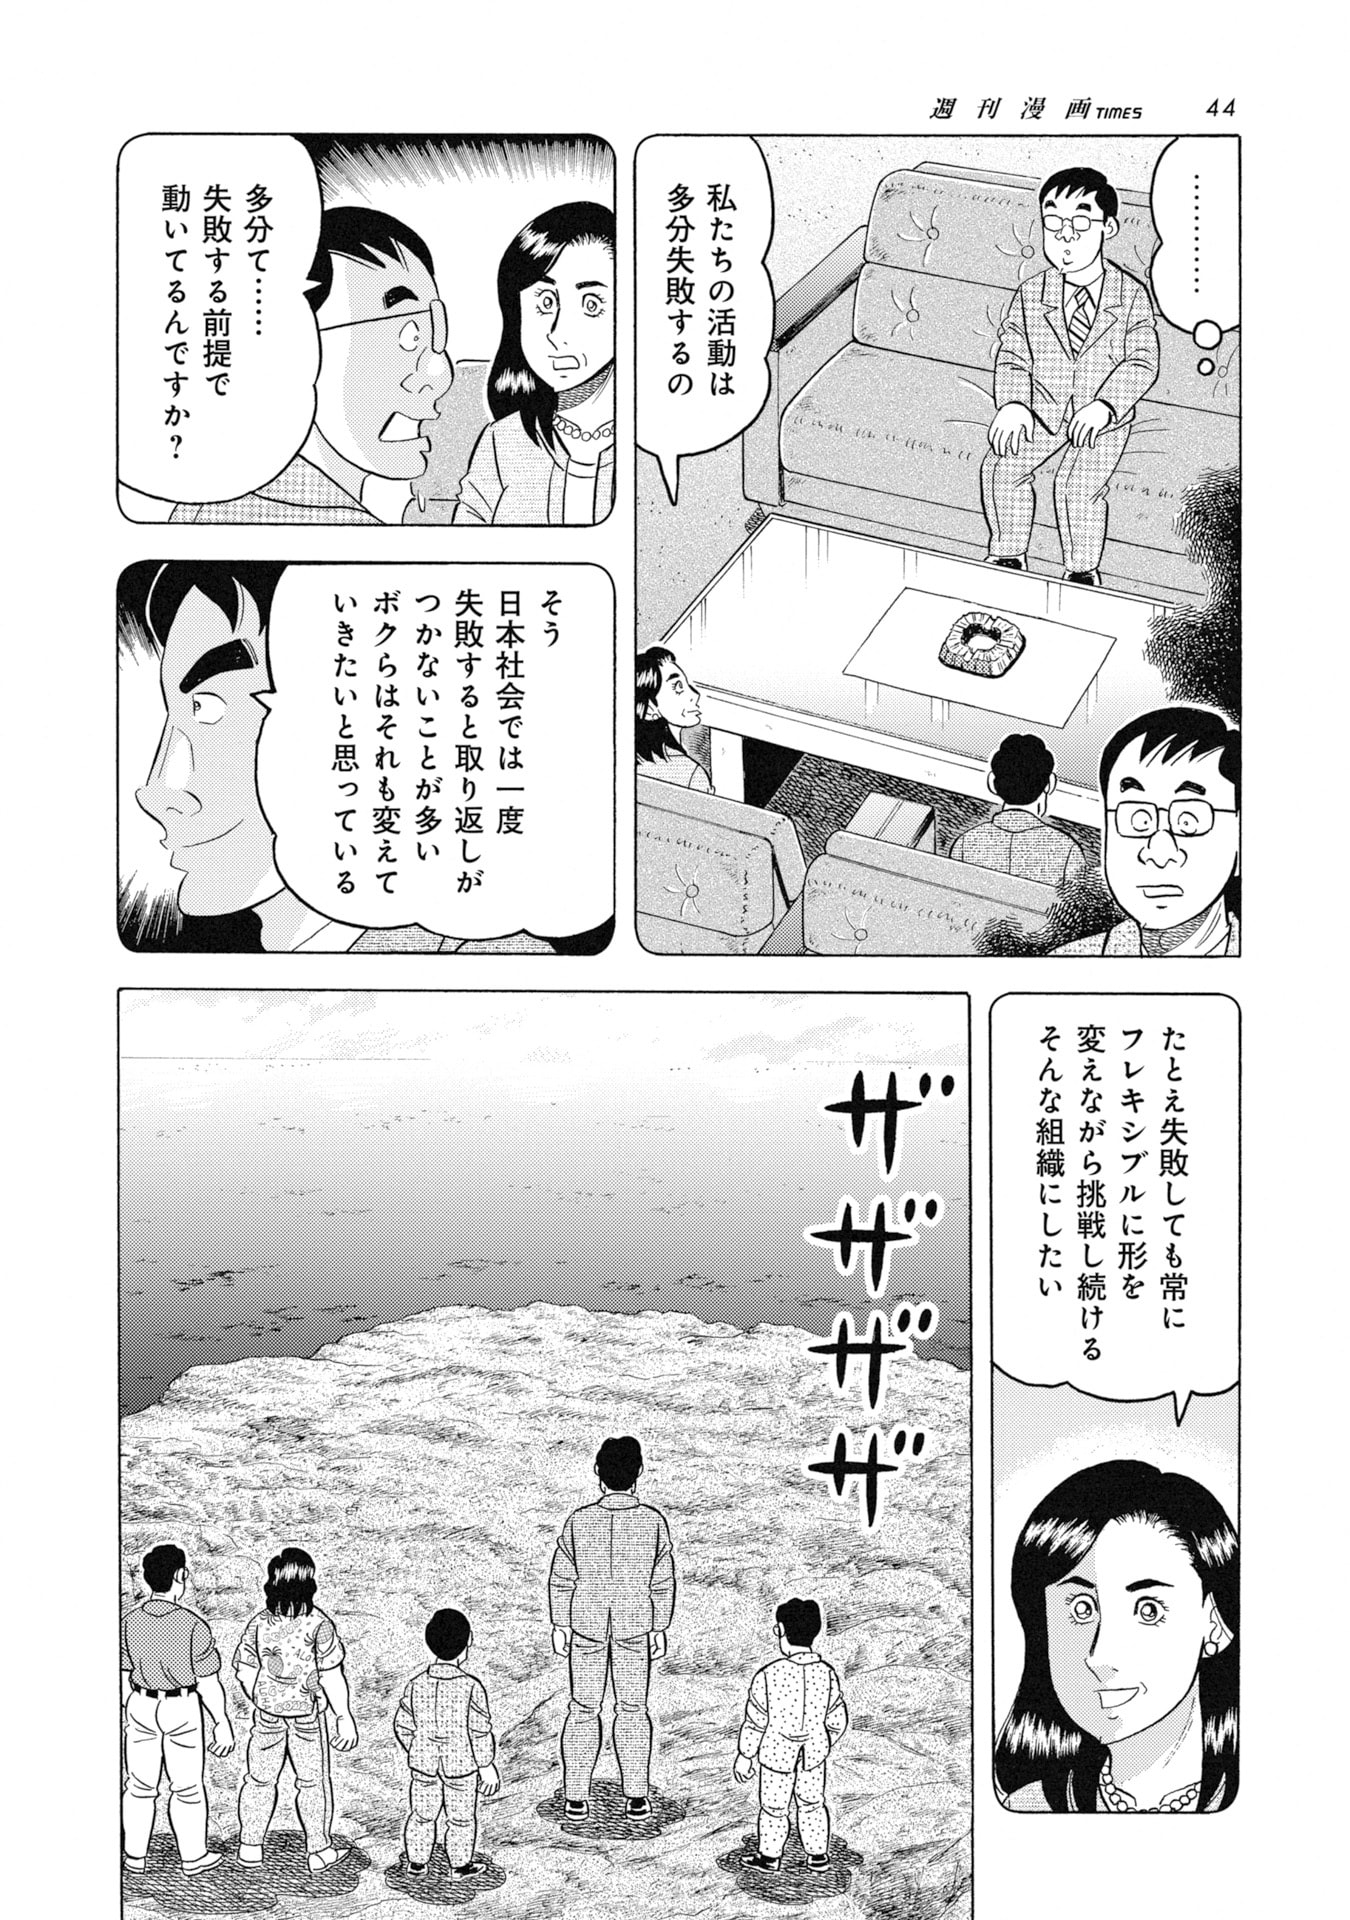 週刊漫画TIMES
44
………
私たちの活動は
多分失敗するの
多分て……
失敗する前提で
動いてるんですか？
そう
日本社会では一度
失敗すると取り返しが
つかないことが多い
ボクらはそれも変えて
いきたいと思っている
たとえ失敗しても常に
フレキシブルに形を
変えながら挑戦し続ける
そんな組織にしたい
ザ゛
ザ゛
ザ゛
ザ゛